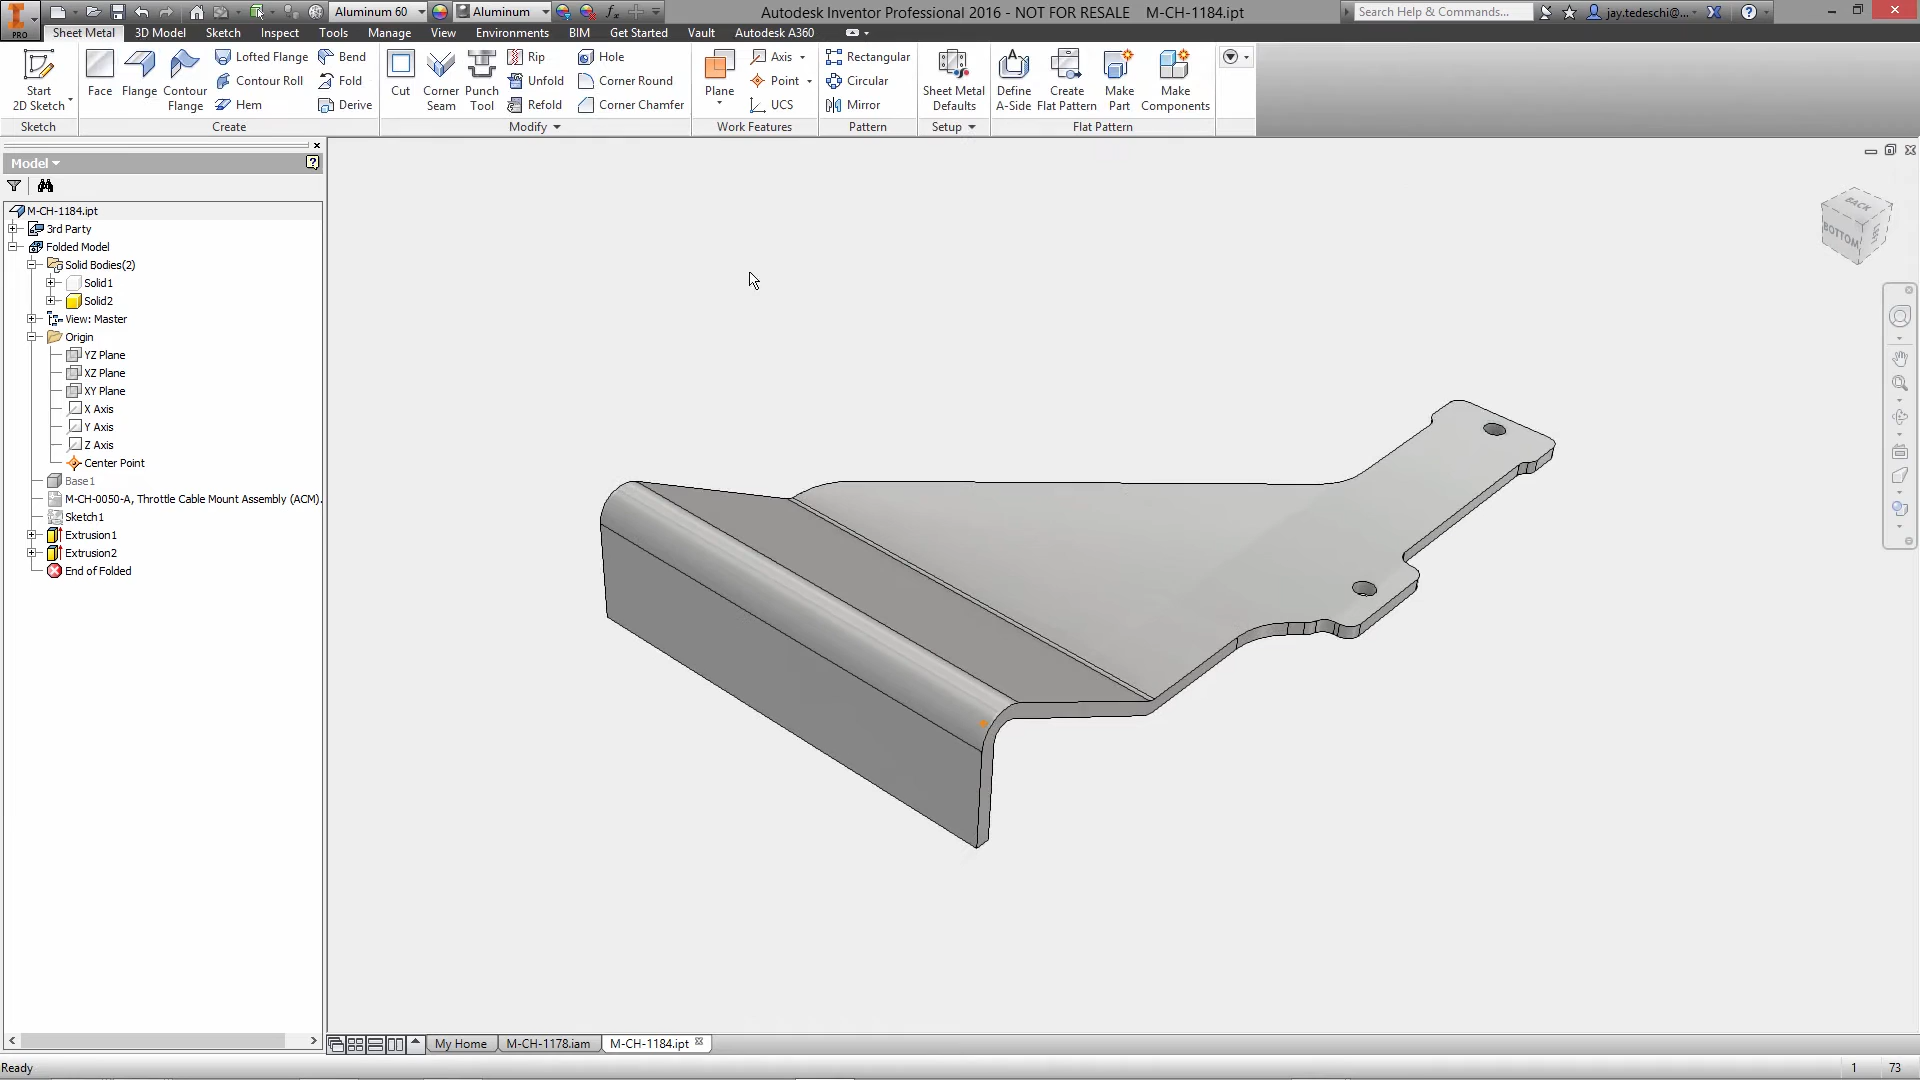 PRO
Aluminum 60
Aluminum
Autodesk Inventor Professional 2016 - NOT FOR RESALE M-CH-1184.ipt
Search Help & Commands...
jay.tedeschi@...
Sheet Metal
3D Model
Sketch
Inspect
Tools
Manage
View
Environments
BIM
Get Started
Vault
Autodesk A360
Start
2D Sketch
Sketch
Face
Flange
Contour
Flange
Lofted Flange
Contour Roll
Hem
Bend
Fold
Derive
Create
Cut
Corner
Seam
Punch
Tool
Rip
Unfold
Refold
Hole
Corner Round
Corner Chamfer
Modify
Plane
Axis
Point
UCS
Work Features
Rectangular
Circular
Mirror
Pattern
Sheet Metal
Defaults
Setup
Define
A-Side
Create
Flat Pattern
Make
Part
Make
Components
Flat Pattern
Model
M-CH-1184.ipt
3rd Party
Folded Model
Solid Bodies(2)
Solid1
Solid2
View: Master
Origin
YZ Plane
XZ Plane
XY Plane
X Axis
Y Axis
Z Axis
Center Point
Base1
M-CH-0050-A, Throttle Cable Mount Assembly (ACM).
Sketch1
Extrusion1
Extrusion2
End of Folded
BACK
BOTTOM
My Home
M-CH-1178.iam
M-CH-1184.ipt
Ready
1
73